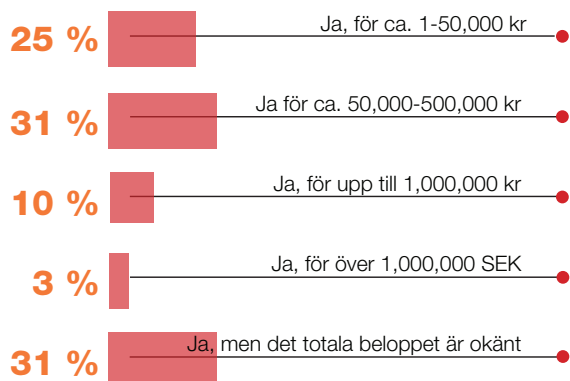 25 % Ja, för ca. 1-50,000 kr
31 % Ja för ca. 50,000-500,000 kr
10 % Ja, för upp till 1,000,000 kr
3 % Ja, för över 1,000,000 SEK
31 % Ja, men det totala beloppet är okänt